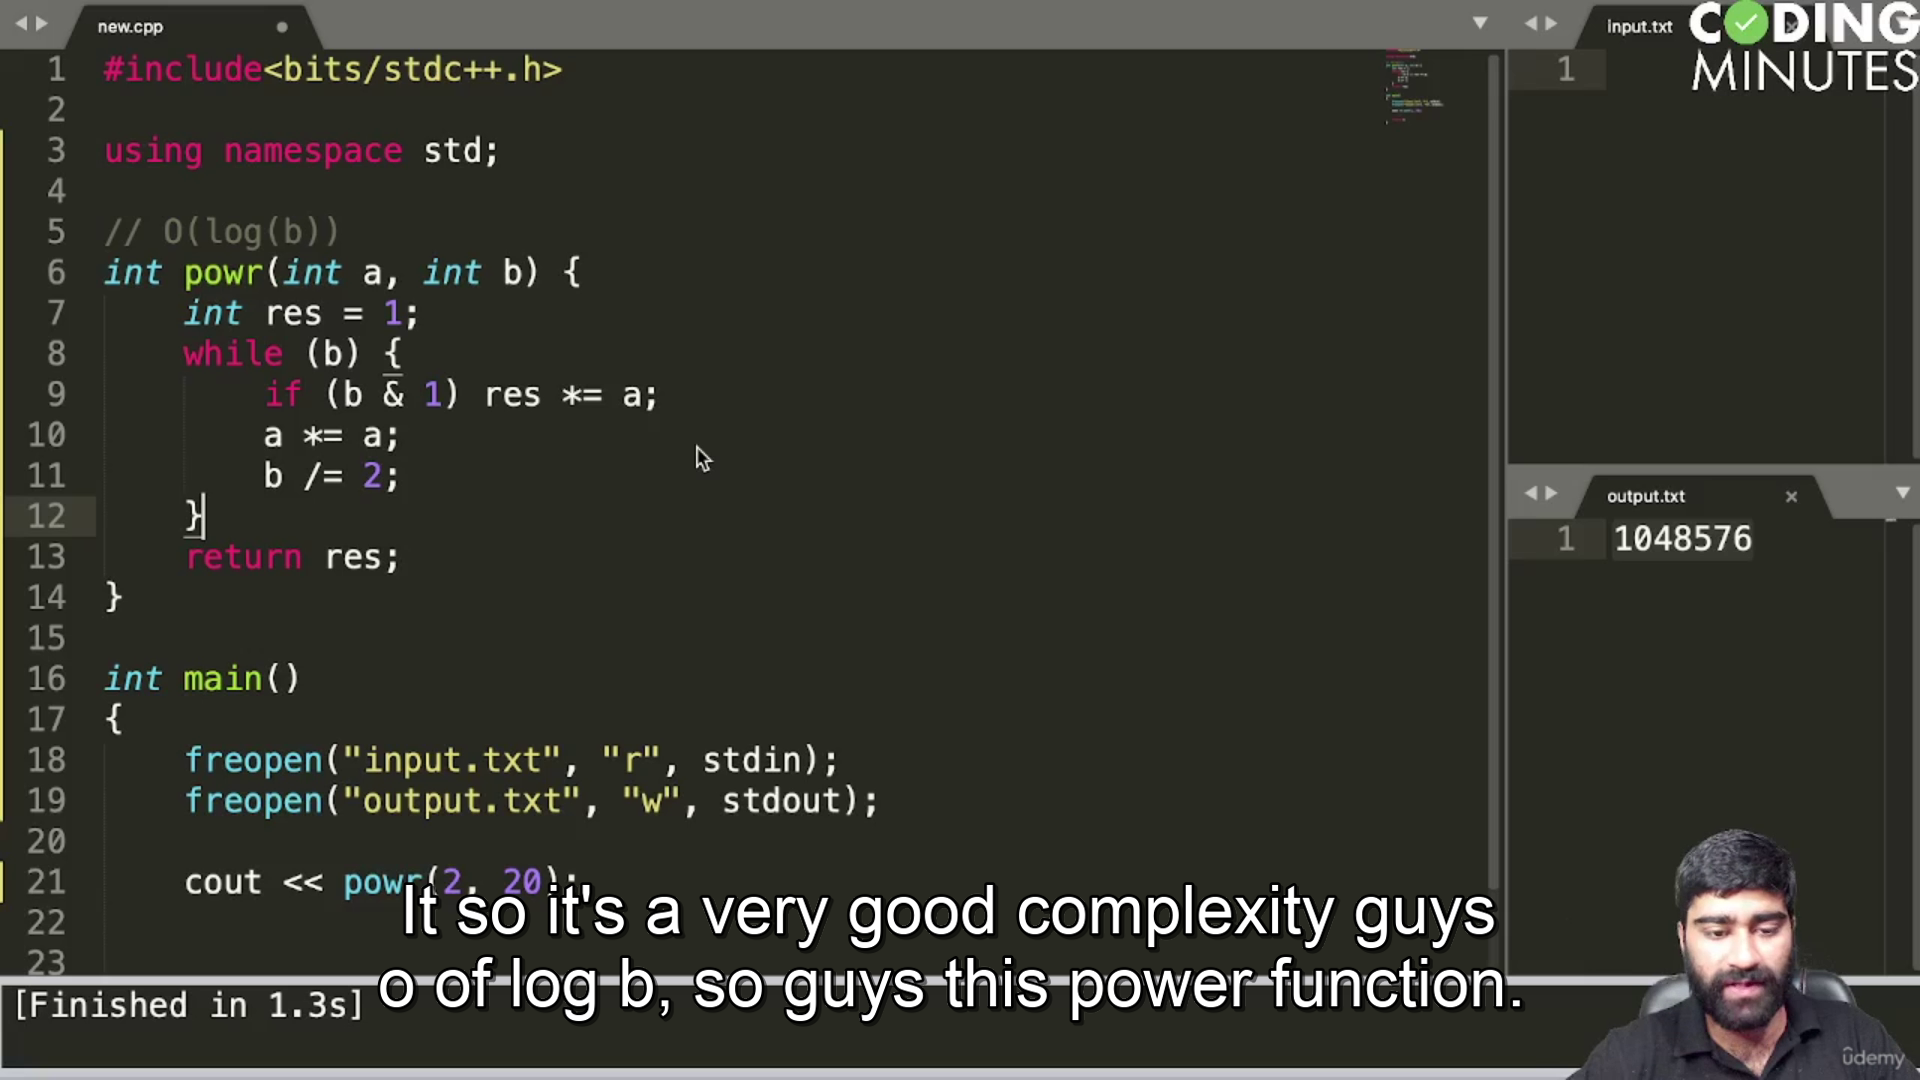 new.cpp
input.txt
CODING
MINUTES
1 #include<bits/stdc++.h>
2
3 using namespace std;
4
5 // O(log(b))
6 int powr(int a, int b) {
7 int res = 1;
8 while (b) {
9 if (b & 1) res *= a;
10 a *= a;
11 b /= 2;
12 }
13 return res;
14 }
15
16 int main()
17 {
18 freopen("input.txt", "r", stdin);
19 freopen("output.txt", "w", stdout);
20
21 cout << powr(2, 20);
22
23
1
output.txt
1 1048576
It so it's a very good complexity guys
o of log b, so guys this power function.
[Finished in 1.3s]
ûdemy